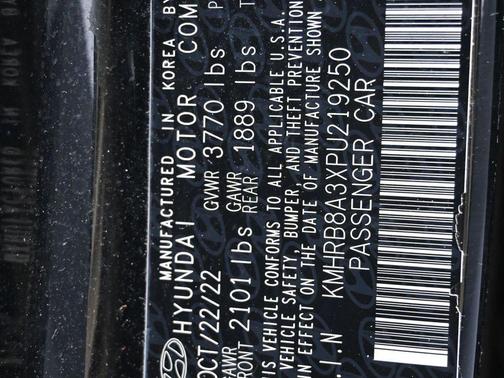 MANUFACTURED IN KOREA BY
HYUNDAI MOTOR COM
OCT/22/22 GVWR 3770 lbs P
GAWR FRONT 2101 lbs GAWR REAR 1889 lbs T
THIS VEHICLE CONFORMS TO ALL APPLICABLE U.S.A.
VEHICLE SAFETY, BUMPER, AND THEFT PREVENTION
IN EFFECT ON THE DATE OF MANUFACTURE SHOWN
.I.N KMHRB8A3XPU219250
PASSENGER CAR